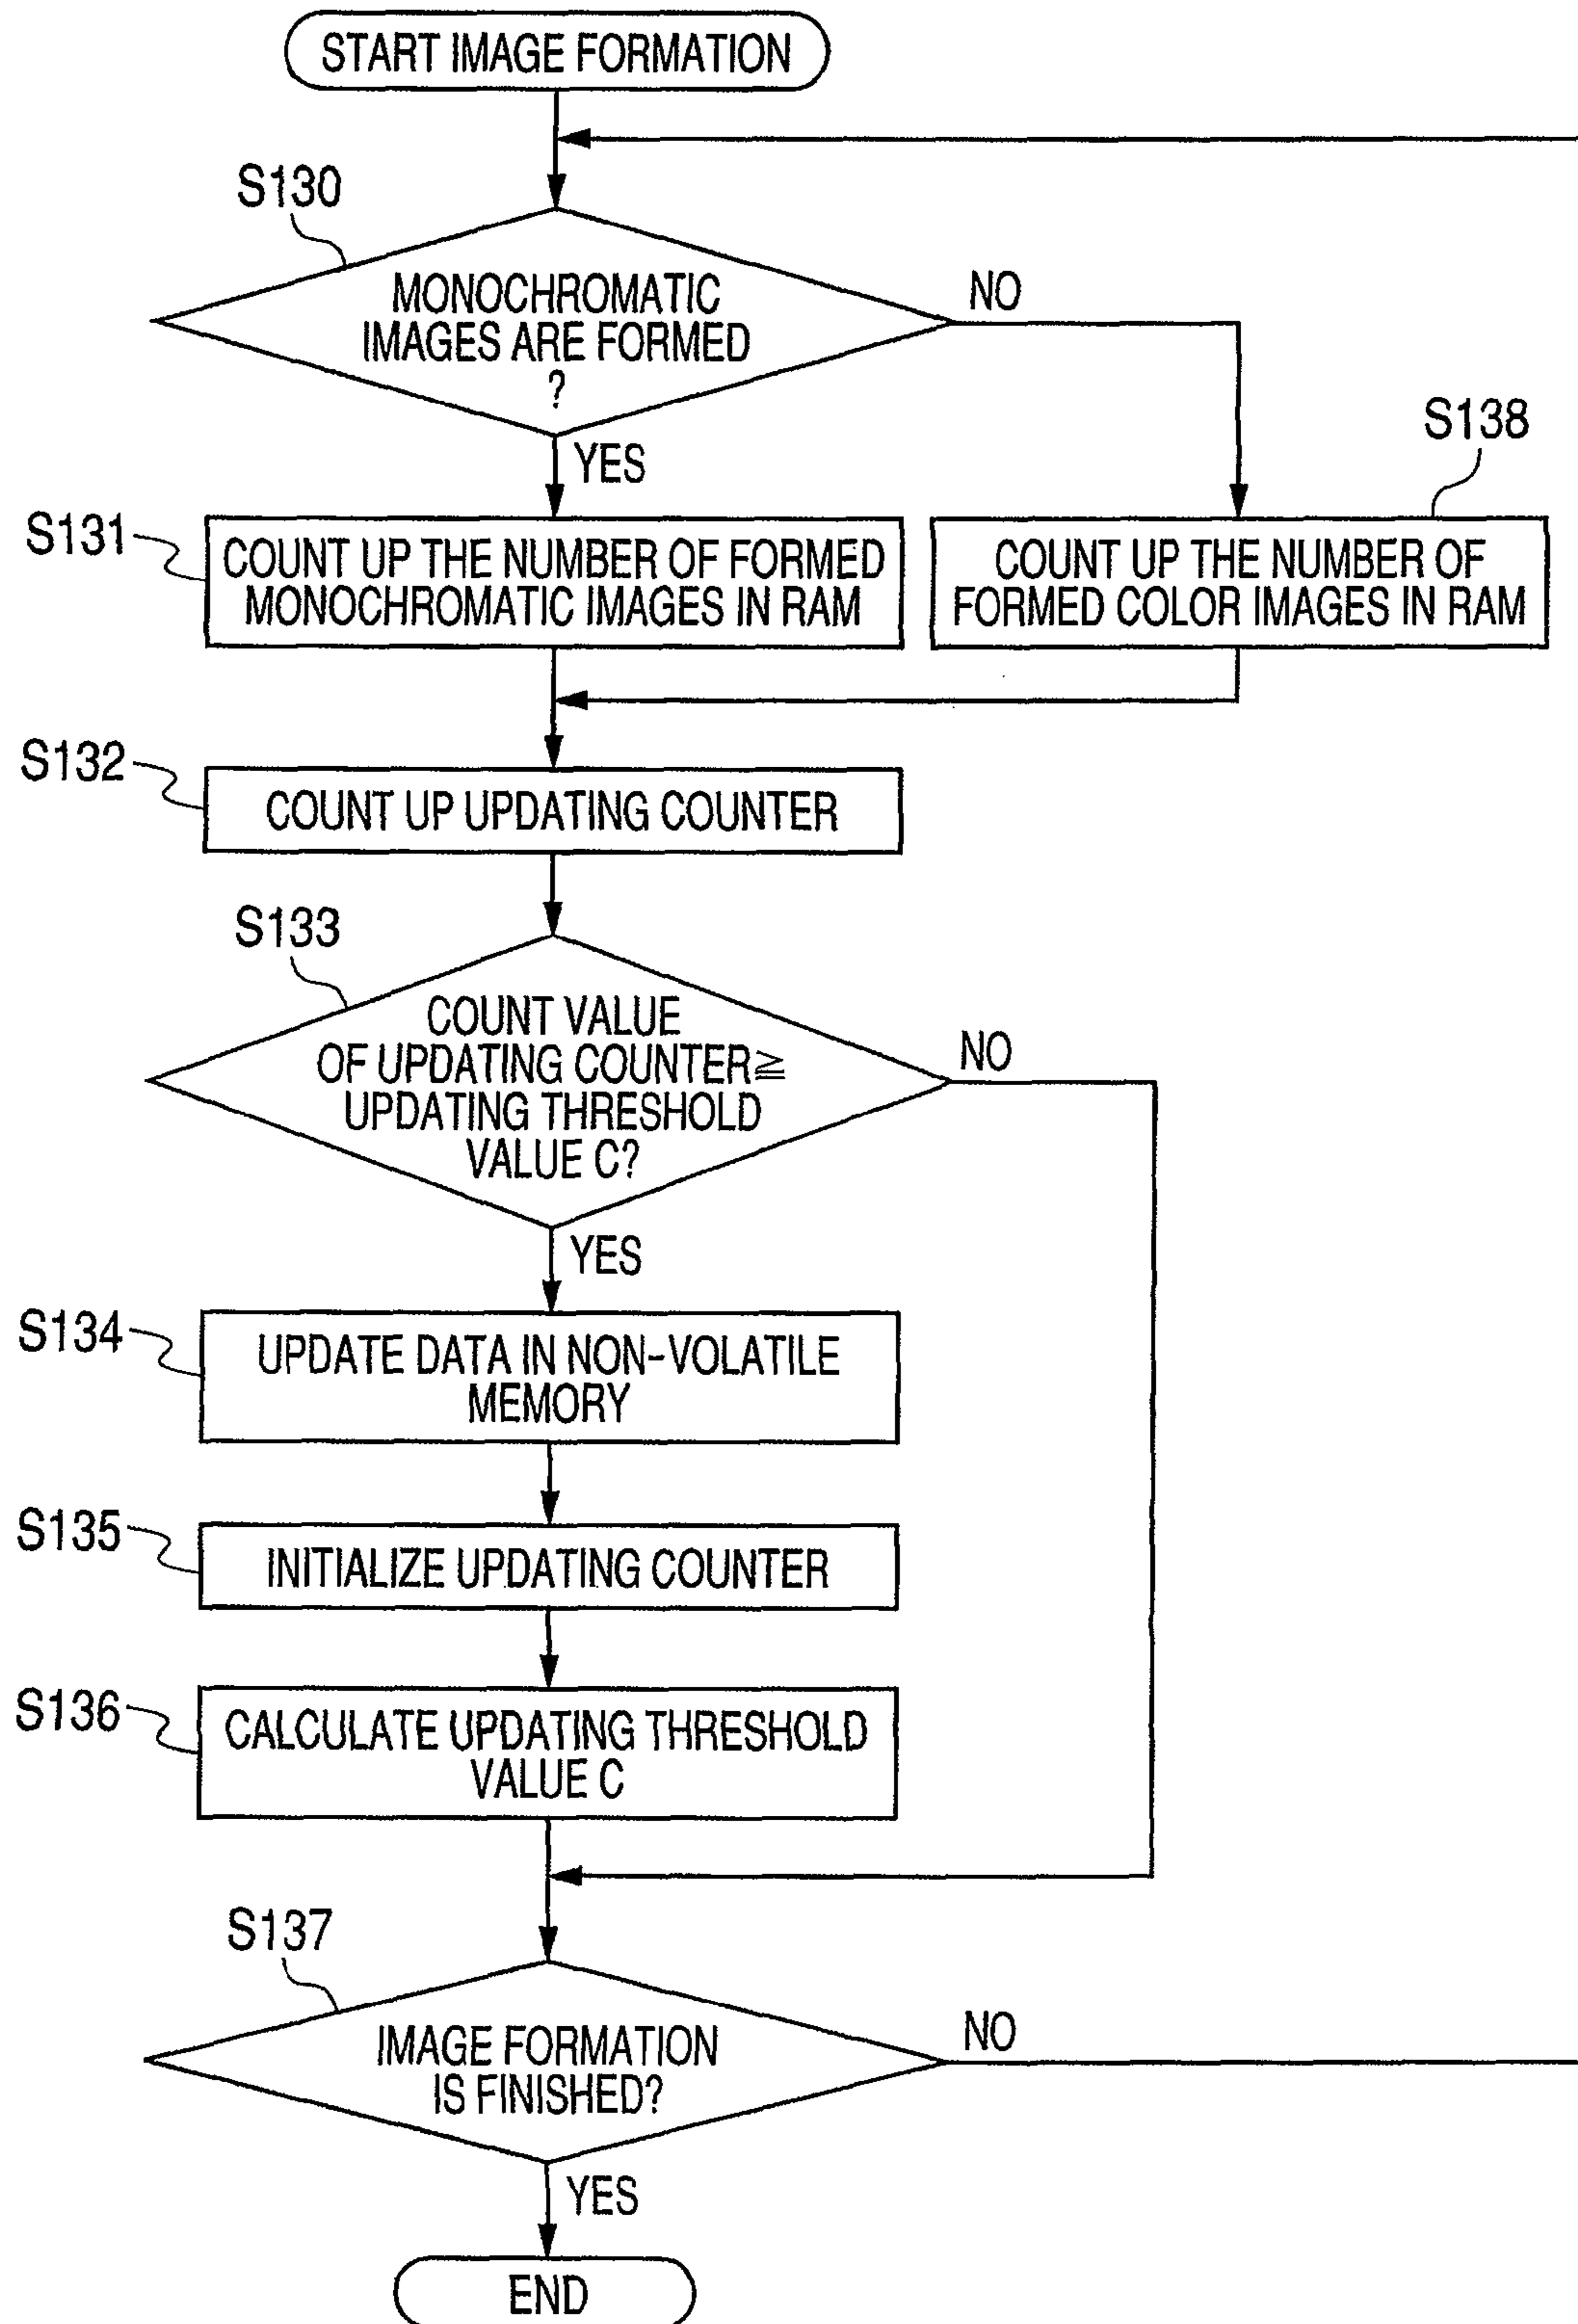 START IMAGE FORMATION
S130
MONOCHROMATIC
IMAGES ARE FORMED
?
NO
YES
S138
S131
COUNT UP THE NUMBER OF FORMED
MONOCHROMATIC IMAGES IN RAM
COUNT UP THE NUMBER OF
FORMED COLOR IMAGES IN RAM
S132
COUNT UP UPDATING COUNTER
S133
COUNT VALUE
OF UPDATING COUNTER≧
UPDATING THRESHOLD
VALUE C?
NO
YES
S134
UPDATE DATA IN NON-VOLATILE
MEMORY
S135
INITIALIZE UPDATING COUNTER
S136
CALCULATE UPDATING THRESHOLD
VALUE C
S137
IMAGE FORMATION
IS FINISHED?
NO
YES
END